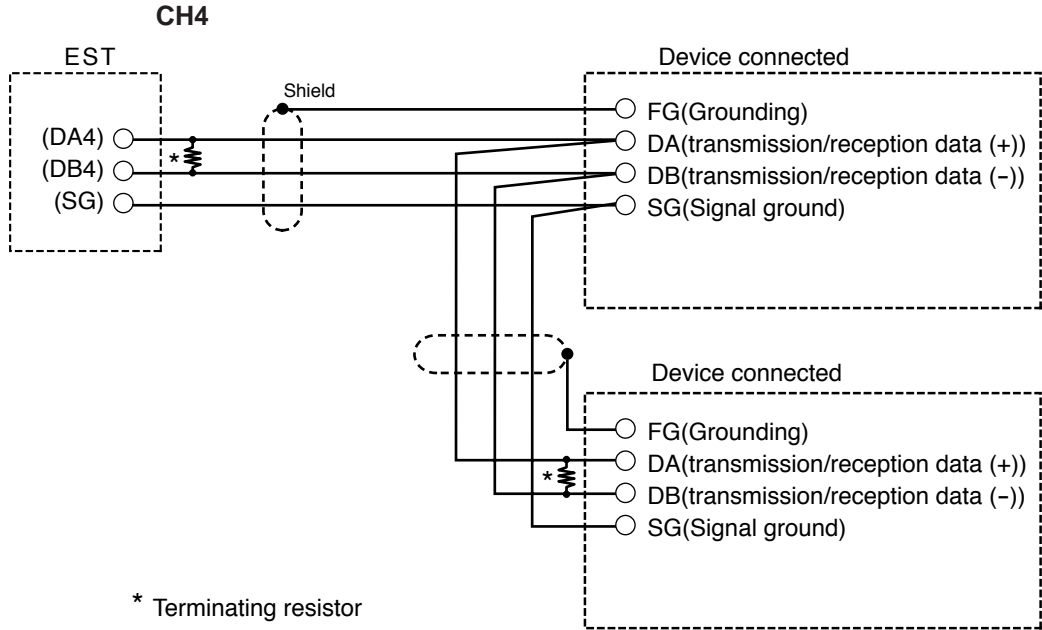 CH4
EST
Device connected
Shield
FG(Grounding)
(DA4)
DA(transmission/reception data (+))
*
(DB4)
DB(transmission/reception data (−))
(SG)
SG(Signal ground)
Device connected
FG(Grounding)
DA(transmission/reception data (+))
*
DB(transmission/reception data (−))
SG(Signal ground)
* Terminating resistor